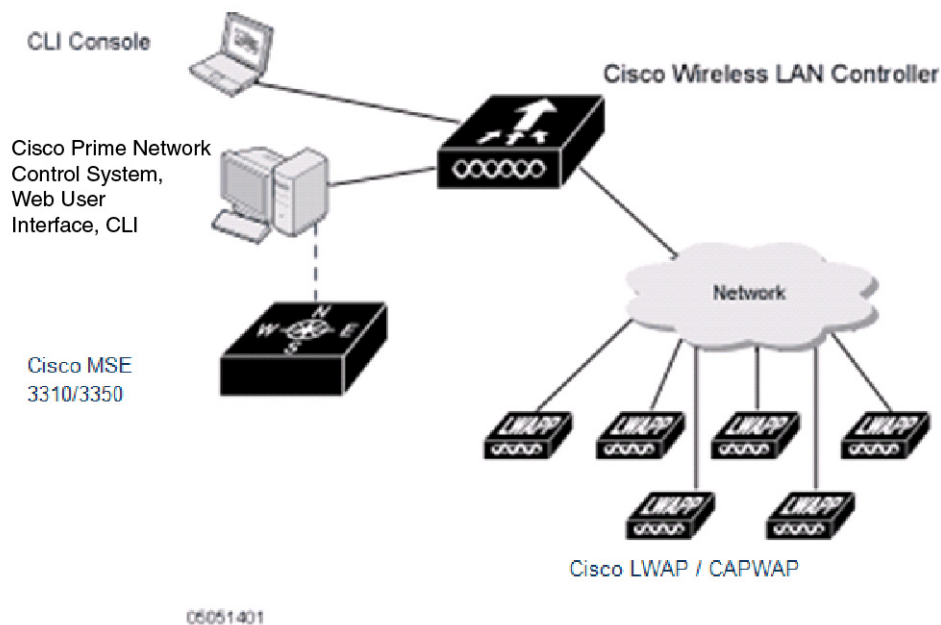 CLI Console
Cisco Wireless LAN Controller
Cisco Prime Network
Control System,
Web User
Interface, CLI
Network
N
W E
S
Cisco MSE
3310/3350
LWAPP
LWAPP
LWAPP
LWAPP
LWAPP
LWAPP
Cisco LWAP / CAPWAP
05051401